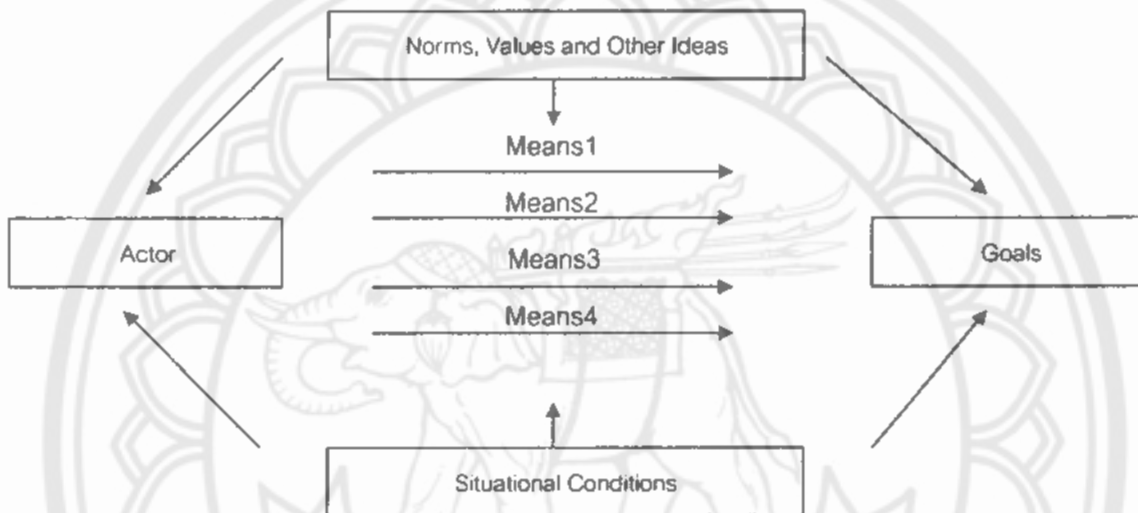 Norms, Values and Other Ideas
Means1
Means2
Actor
Means3
Goals
Means4
Situational Conditions